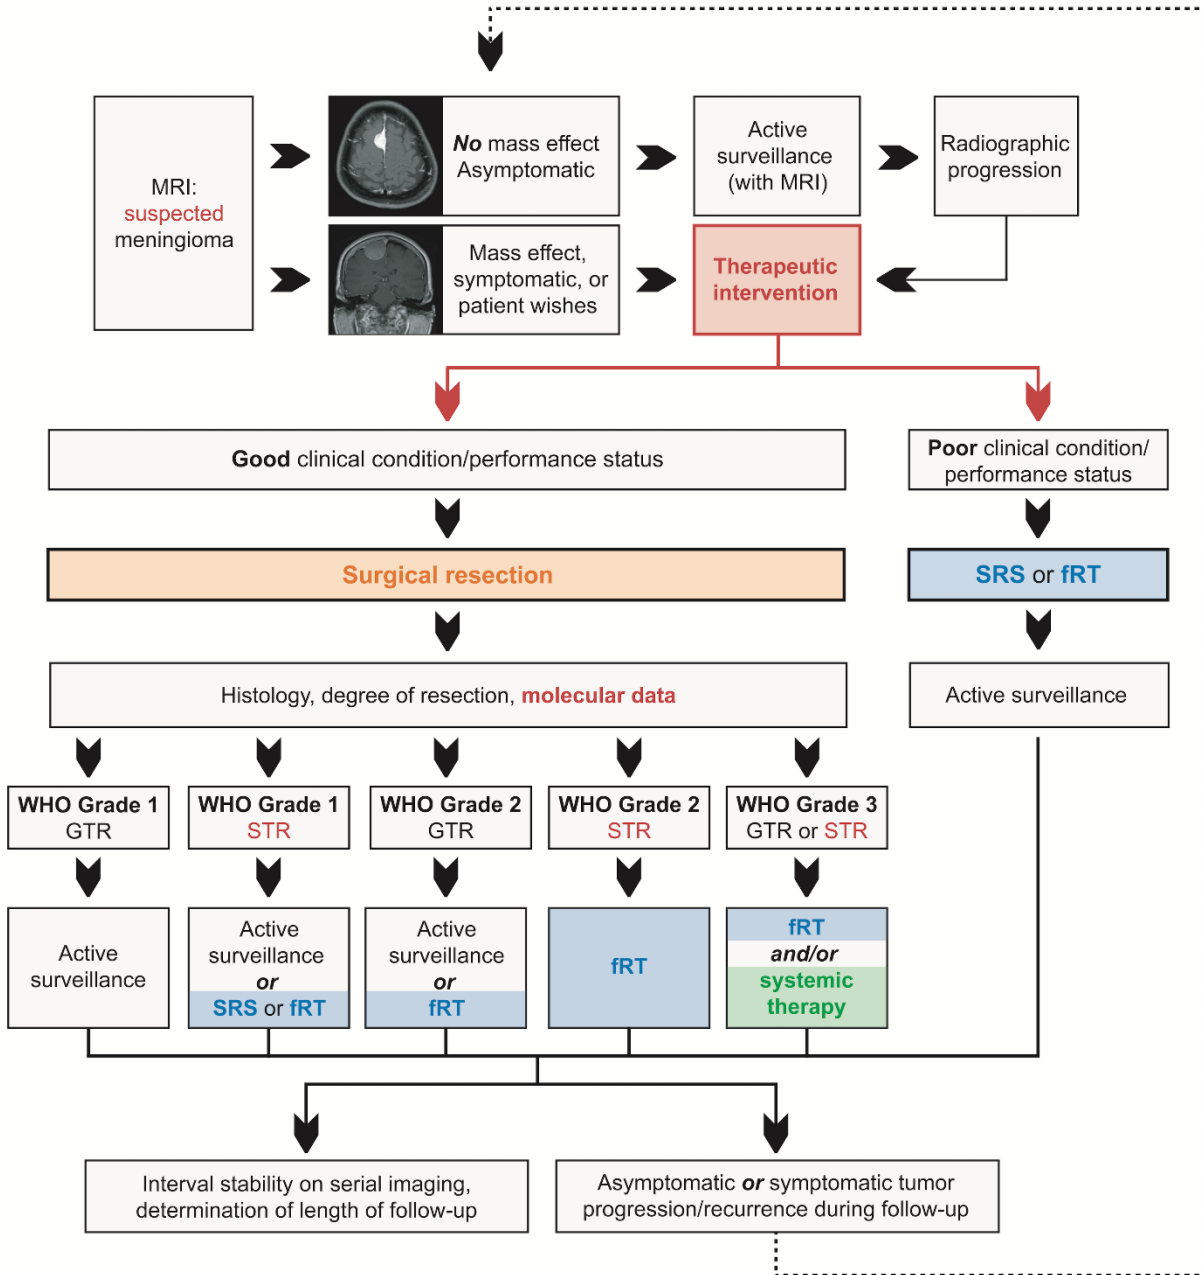 MRI:
suspected
meningioma
No mass effect
Asymptomatic
Active
surveillance
(with MRI)
Radiographic
progression
Mass effect,
symptomatic, or
patient wishes
Therapeutic
intervention
Good clinical condition/performance status
Poor clinical condition/
performance status
Surgical resection
SRS or fRT
Histology, degree of resection, molecular data
Active surveillance
WHO Grade 1
GTR
WHO Grade 1
STR
WHO Grade 2
GTR
WHO Grade 2
STR
WHO Grade 3
GTR or STR
Active
surveillance
Active
surveillance
or
SRS or fRT
Active
surveillance
or
fRT
fRT
fRT
and/or
systemic
therapy
Interval stability on serial imaging,
determination of length of follow-up
Asymptomatic or symptomatic tumor
progression/recurrence during follow-up